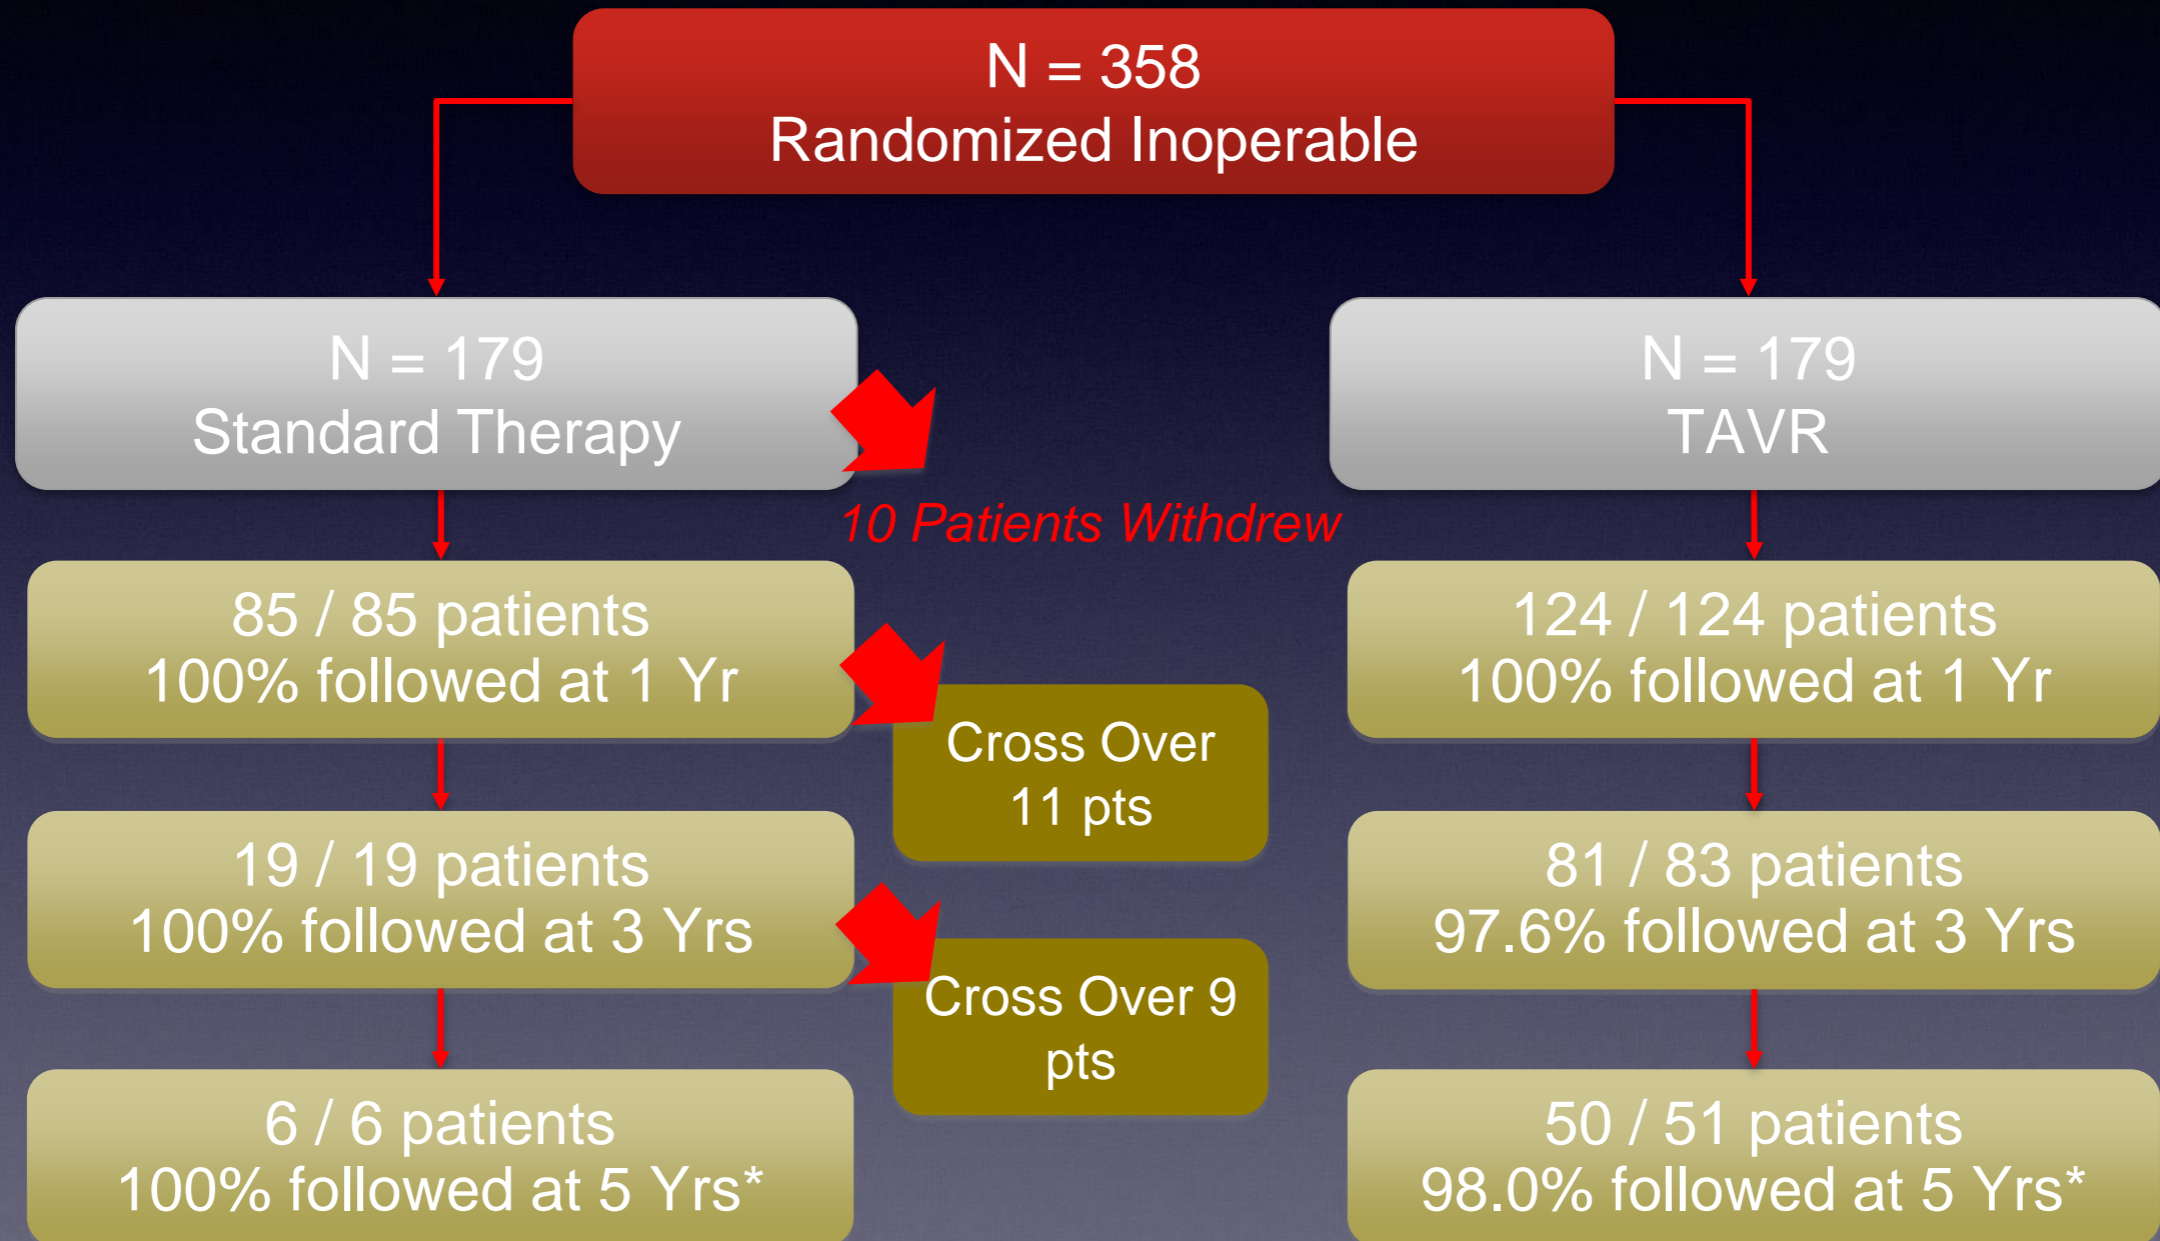 N = 358
Randomized Inoperable
N = 179
Standard Therapy
N = 179
TAVR
10 Patients Withdrew
85 / 85 patients
100% followed at 1 Yr
124 / 124 patients
100% followed at 1 Yr
Cross Over
11 pts
19 / 19 patients
100% followed at 3 Yrs
81 / 83 patients
97.6% followed at 3 Yrs
Cross Over 9
pts
6 / 6 patients
100% followed at 5 Yrs*
50 / 51 patients
98.0% followed at 5 Yrs*